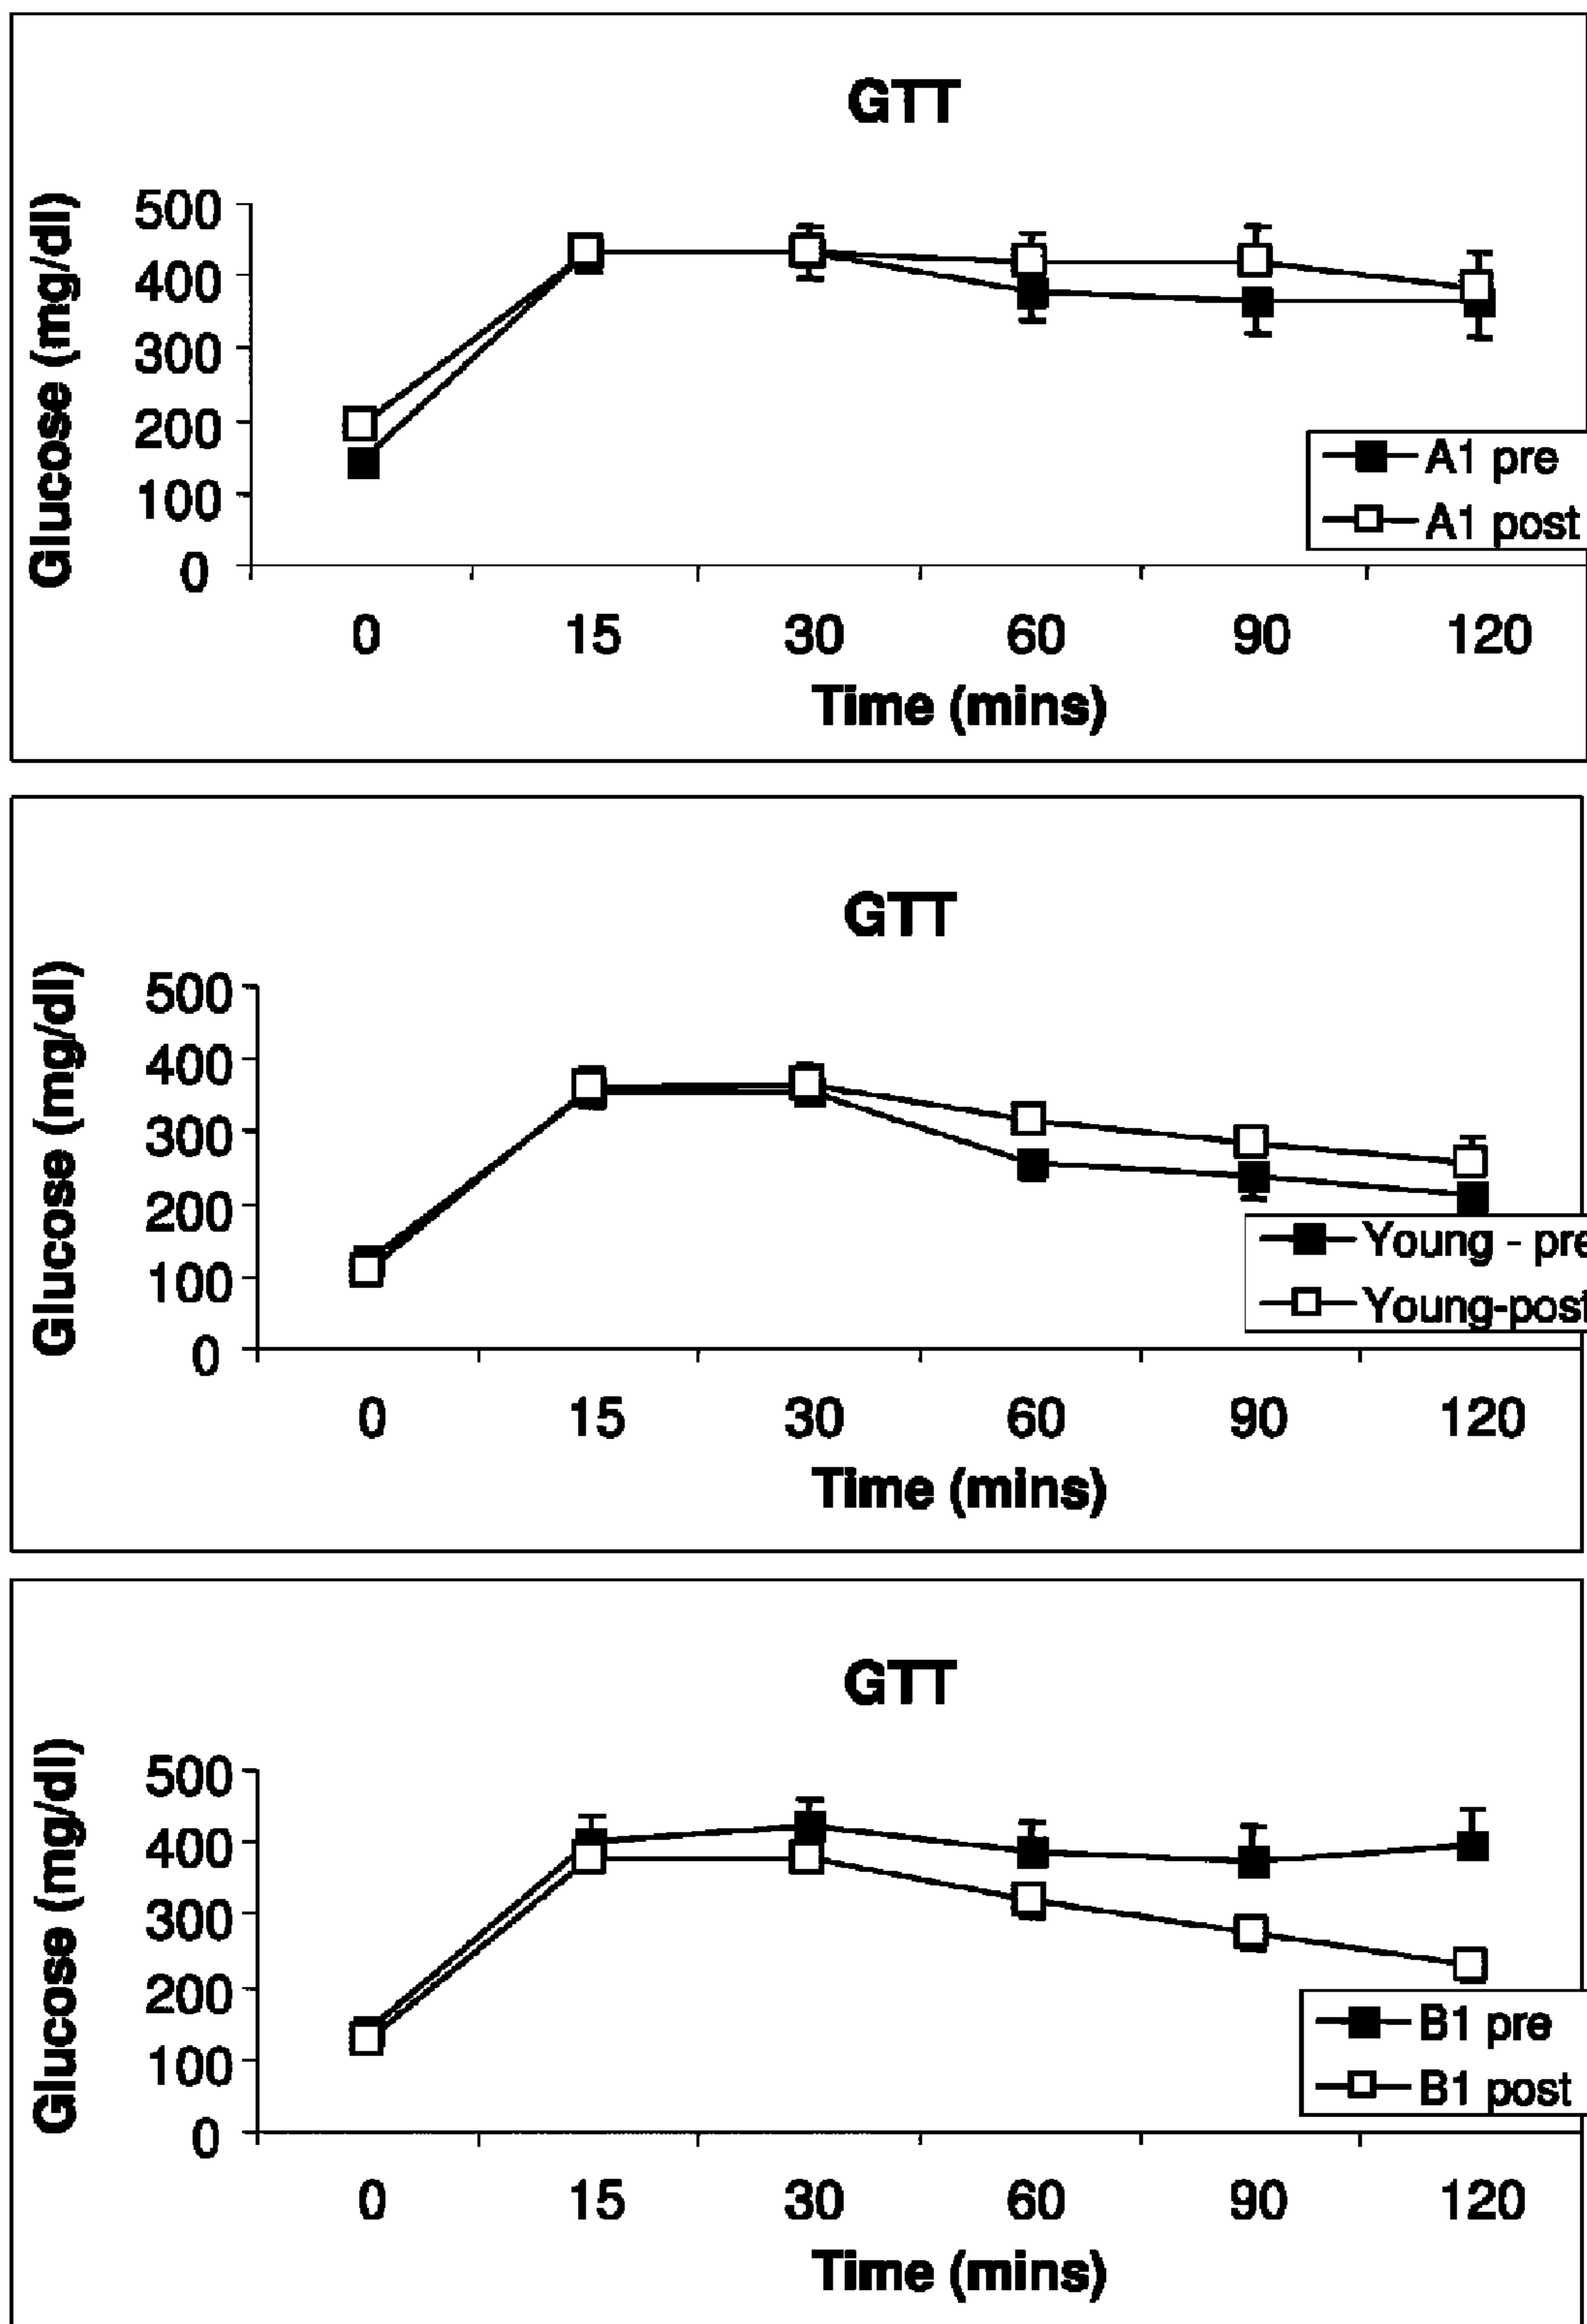 GTT
Glucose (mg/dl)
500
400
300
200
100
0
A1 pre
A1 post
0 15 30 60 90 120
Time (mins)
GTT
Glucose (mg/dl)
500
400
300
200
100
0
Young - pre
Young-post
0 15 30 60 90 120
Time (mins)
GTT
Glucose (mg/dl)
500
400
300
200
100
0
B1 pre
B1 post
0 15 30 60 90 120
Time (mins)